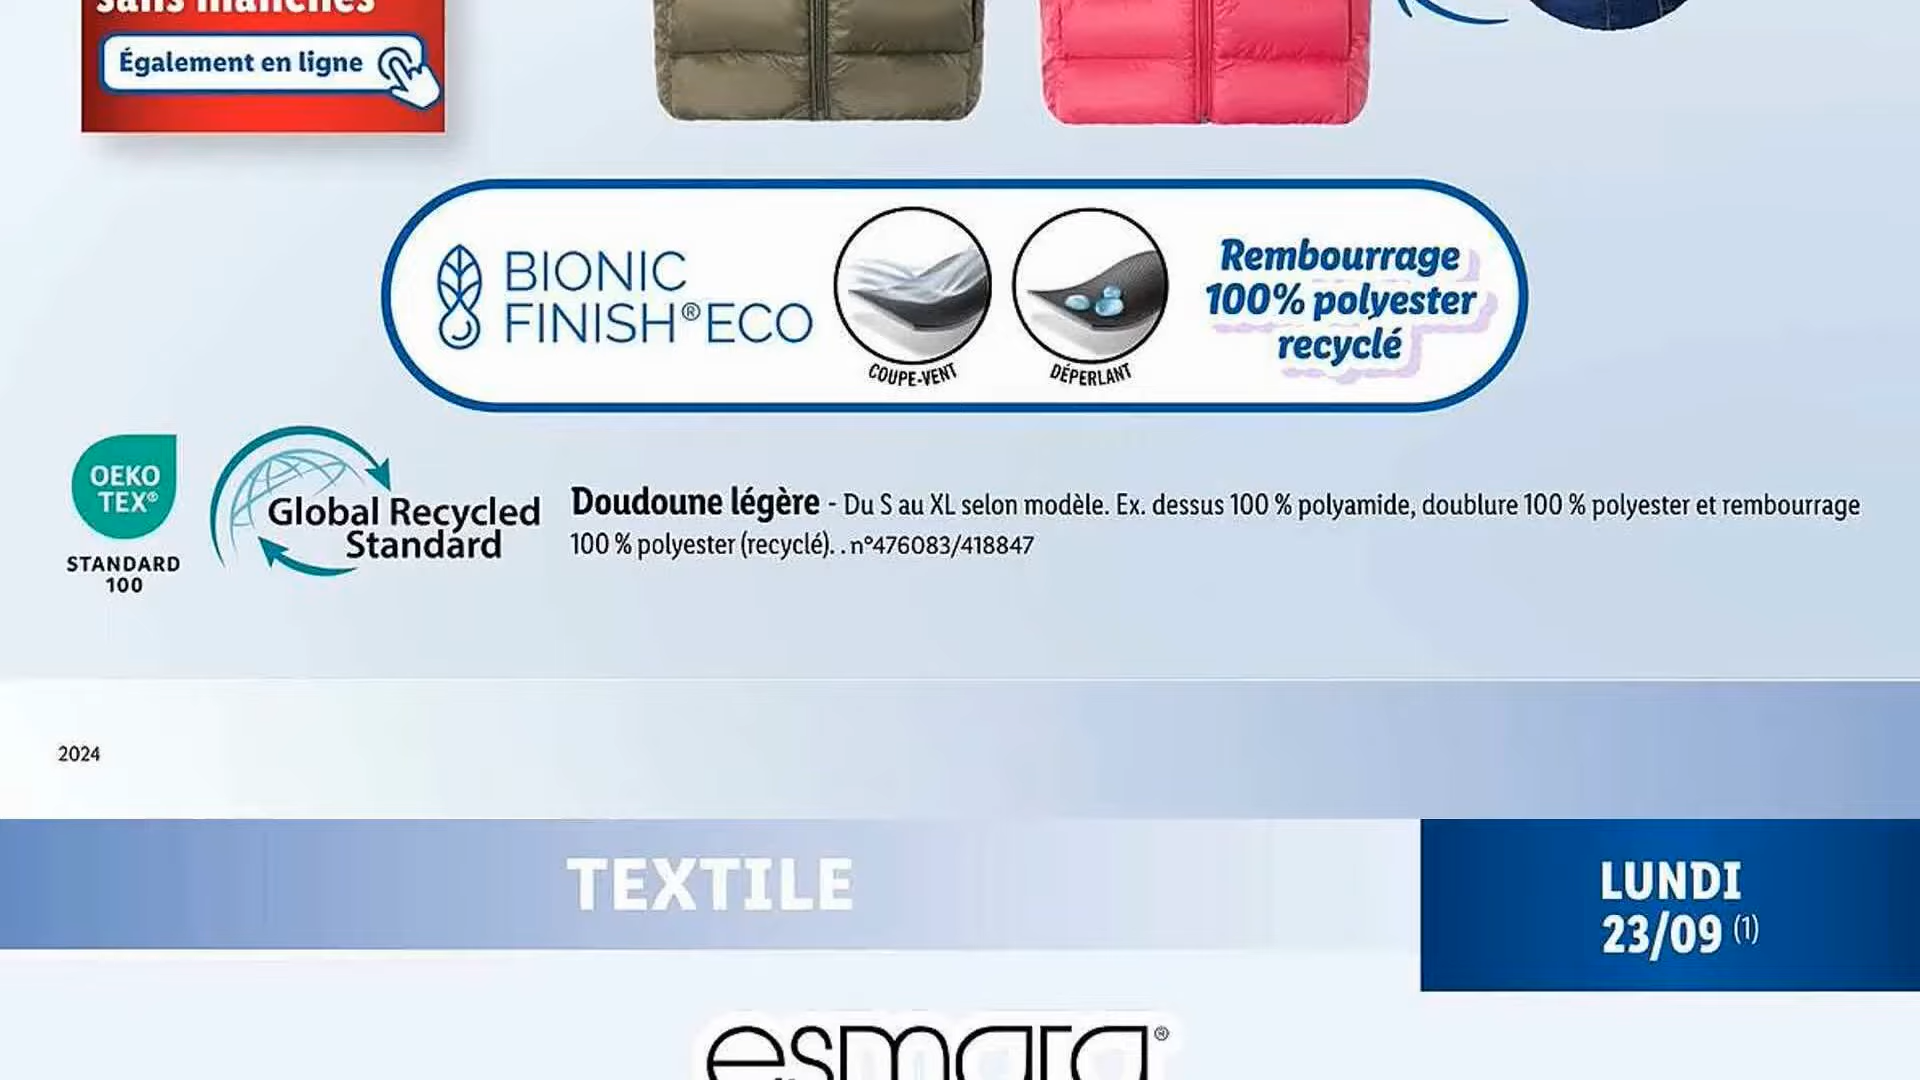 sans manches
Également en ligne
BIONIC
FINISH®ECO
COUPE-VENT
DÉPERLANT
Rembourrage
100% polyester
recyclé
OEKO
TEX®
STANDARD
100
Global Recycled
Standard
Doudoune légère - Du S au XL selon modèle. Ex. dessus 100 % polyamide, doublure 100 % polyester et rembourrage
100 % polyester (recyclé). . n°476083/418847
2024
TEXTILE
LUNDI
23/09 (1)
esmara®